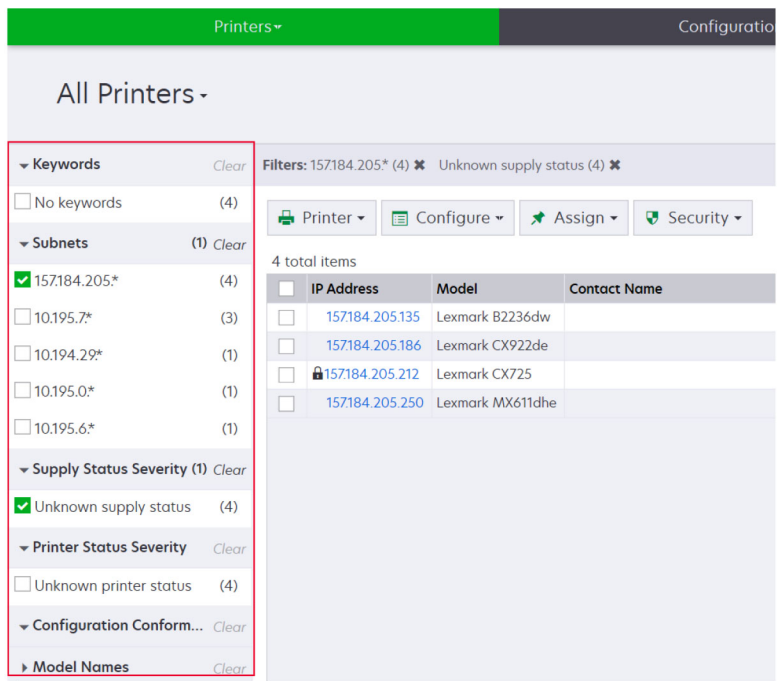 Printers
Configuratio
All Printers
Keywords Clear
No keywords (4)
Subnets (1) Clear
157.184.205.* (4)
10.195.7.* (3)
10.194.29.* (1)
10.195.0.* (1)
10.195.6.* (1)
Supply Status Severity (1) Clear
Unknown supply status (4)
Printer Status Severity Clear
Unknown printer status (4)
Configuration Conform... Clear
Model Names Clear
Filters: 157.184.205.* (4) ✖ Unknown supply status (4) ✖
Printer Configure Assign Security
4 total items
IP Address Model Contact Name
157.184.205.135 Lexmark B2236dw
157.184.205.186 Lexmark CX922de
157.184.205.212 Lexmark CX725
157.184.205.250 Lexmark MX611dhe